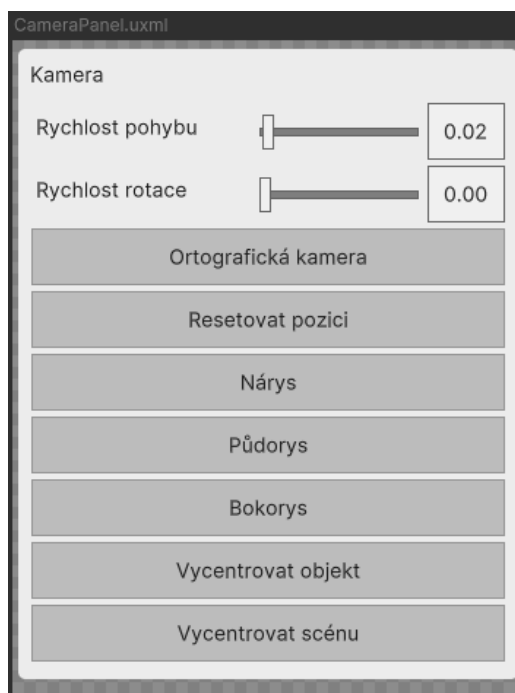 CameraPanel.uxml
Kamera
Rychlost pohybu 0.02
Rychlost rotace 0.00
Ortografická kamera
Resetovat pozici
Nárys
Půdorys
Bokorys
Vycentrovat objekt
Vycentrovat scénu